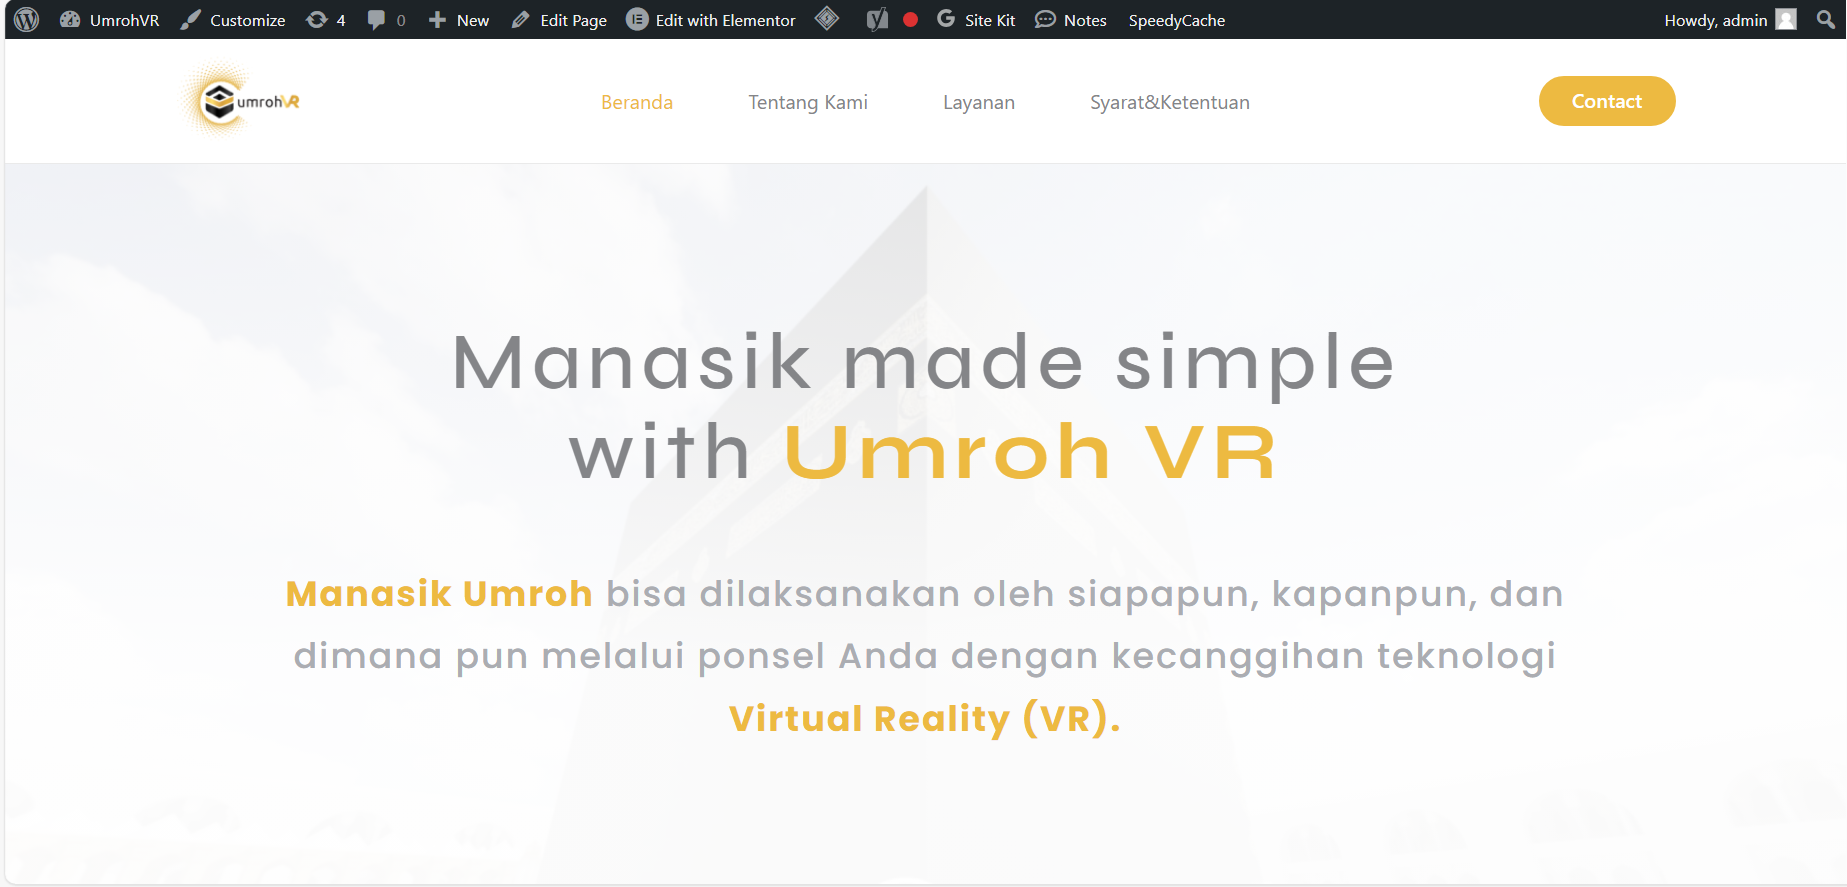 UmrohVR Customize 4 0 New Edit Page Edit with Elementor Site Kit Notes SpeedyCache Howdy, admin
umrohVR
Beranda Tentang Kami Layanan Syarat&Ketentuan Contact
Manasik made simple
with Umroh VR
Manasik Umroh bisa dilaksanakan oleh siapapun, kapanpun, dan
dimana pun melalui ponsel Anda dengan kecanggihan teknologi
Virtual Reality (VR).